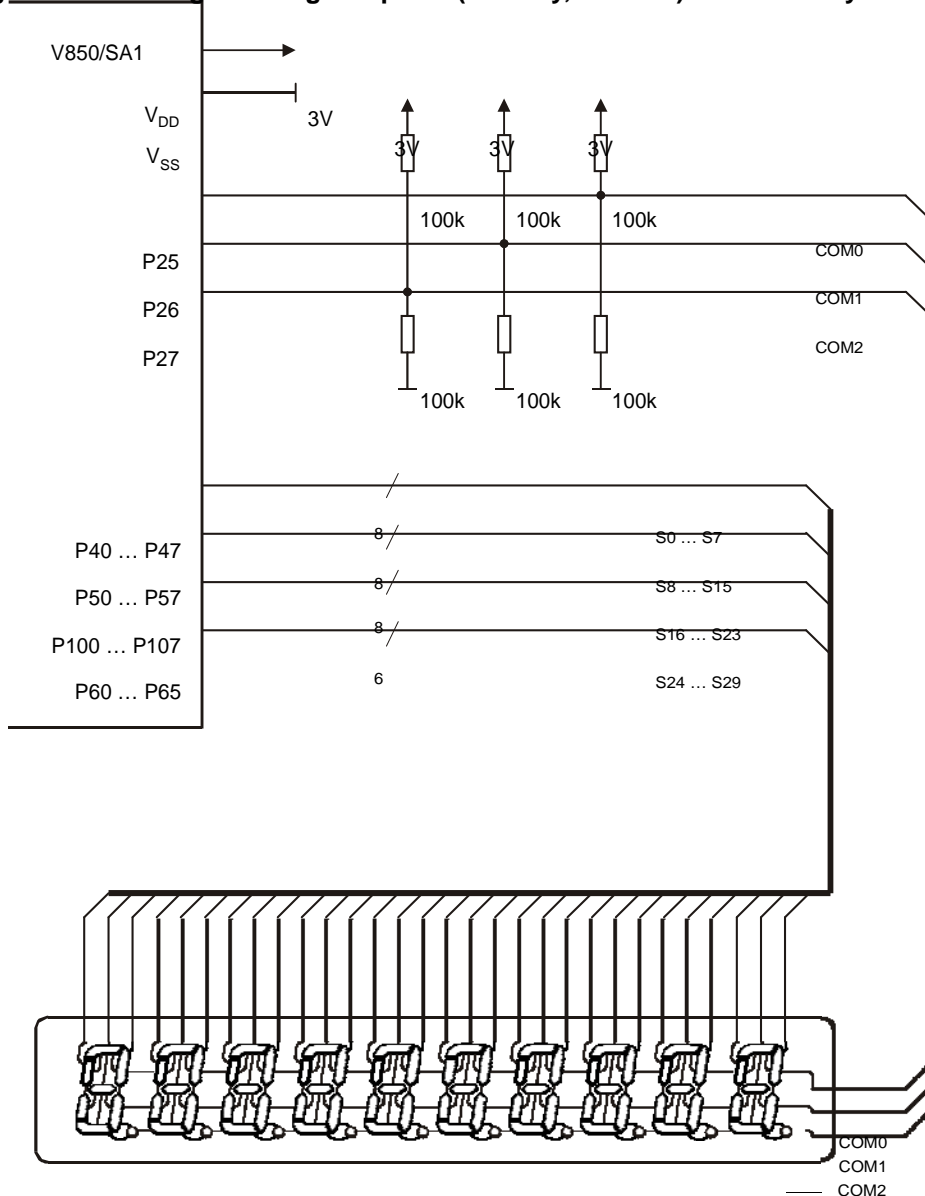 V850/SA1
V_DD
3V
V_SS
3V 3V 3V
100k 100k 100k
P25
COM0
P26
COM1
P27
COM2
100k 100k 100k
P40 … P47
8
S0 … S7
P50 … P57
8
S8 … S15
P100 … P107
8
S16 … S23
P60 … P65
6
S24 … S29
COM0
COM1
COM2